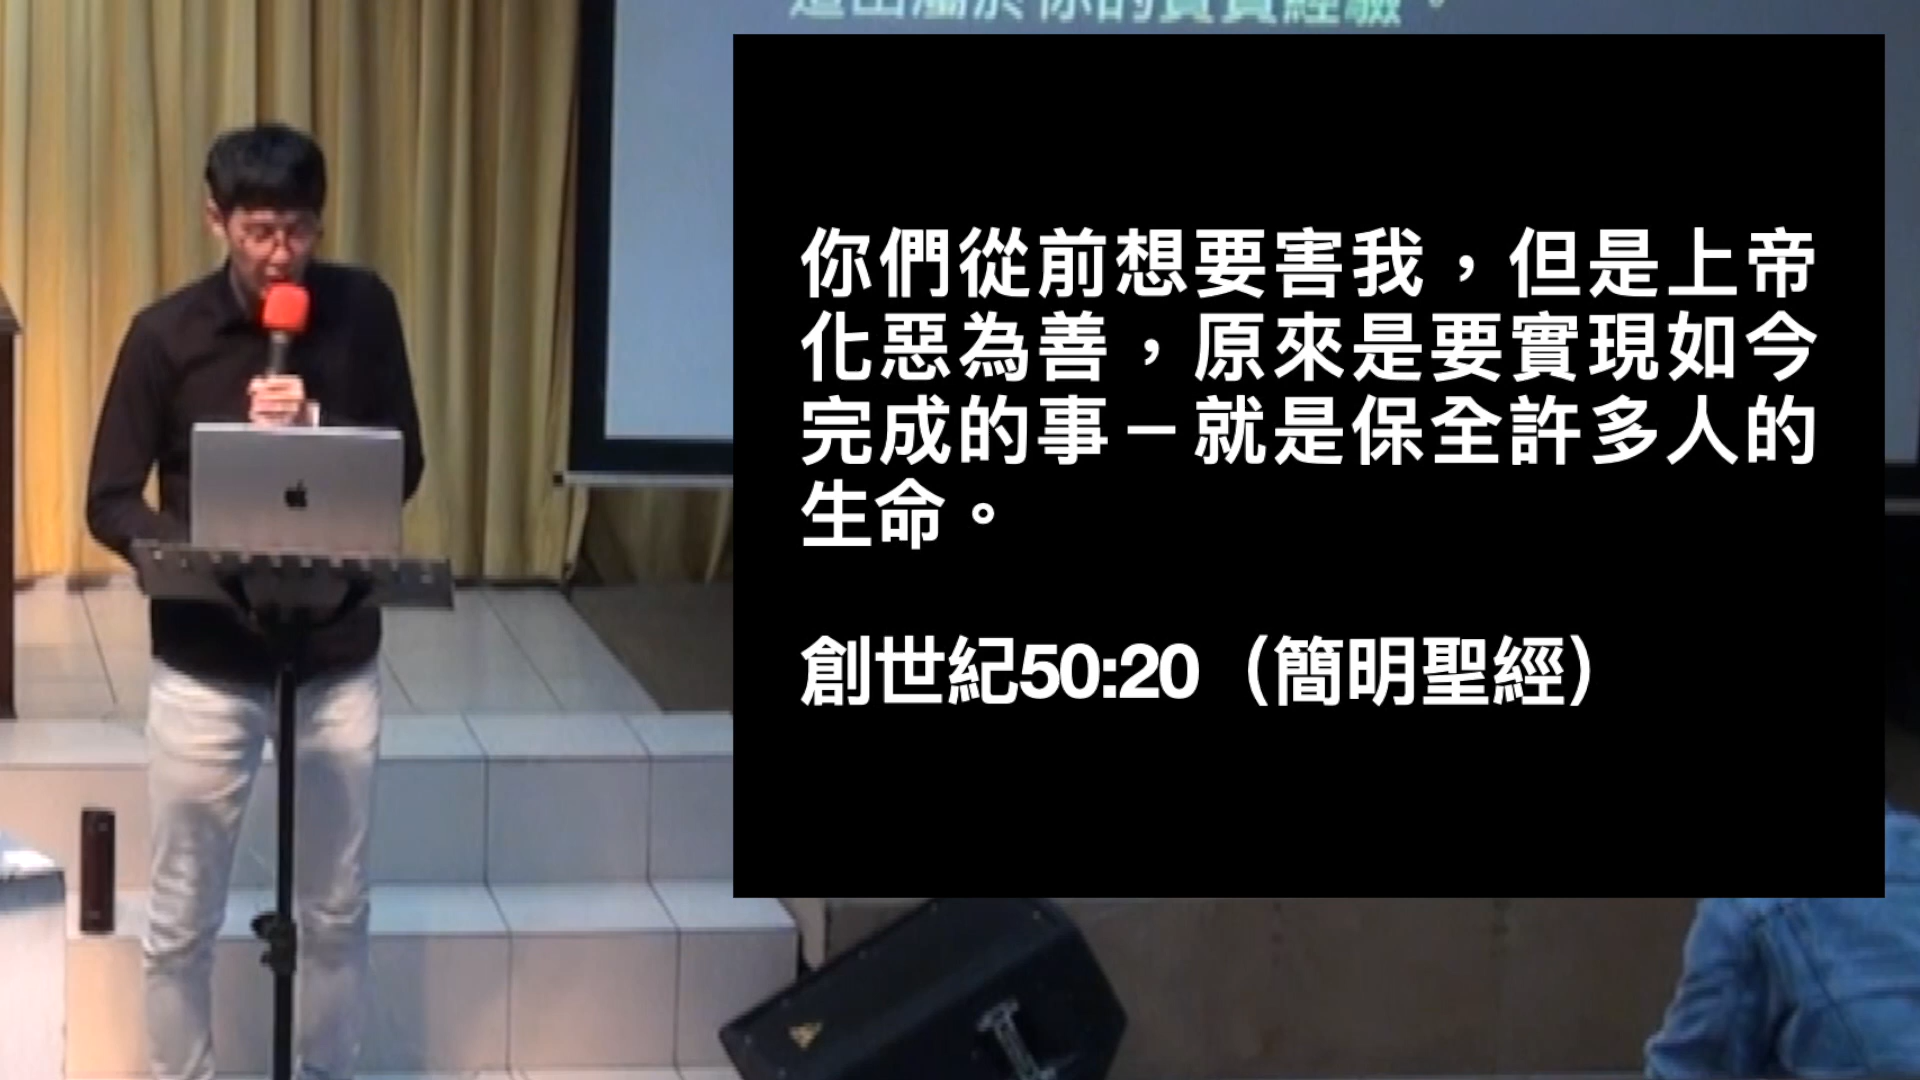 你們從前想要害我，但是上帝
化惡為善，原來是要實現如今
完成的事－就是保全許多人的
生命。
創世紀50:20（簡明聖經）